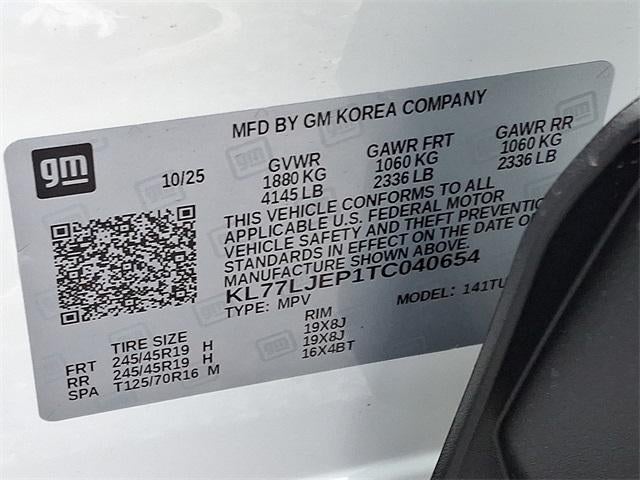 MFD BY GM KOREA COMPANY
gm
10/25
GVWR
1880 KG
4145 LB
GAWR FRT
1060 KG
2336 LB
GAWR RR
1060 KG
2336 LB
THIS VEHICLE CONFORMS TO ALL
APPLICABLE U.S. FEDERAL MOTOR
VEHICLE SAFETY AND THEFT PREVENTION
STANDARDS IN EFFECT ON THE DATE OF
MANUFACTURE SHOWN ABOVE.
KL77LJEP1TC040654
TYPE: MPV
MODEL: 141TU
TIRE SIZE
RIM
FRT 245/45R19 H 19X8J
RR 245/45R19 H 19X8J
SPA T125/70R16 M 16X4BT